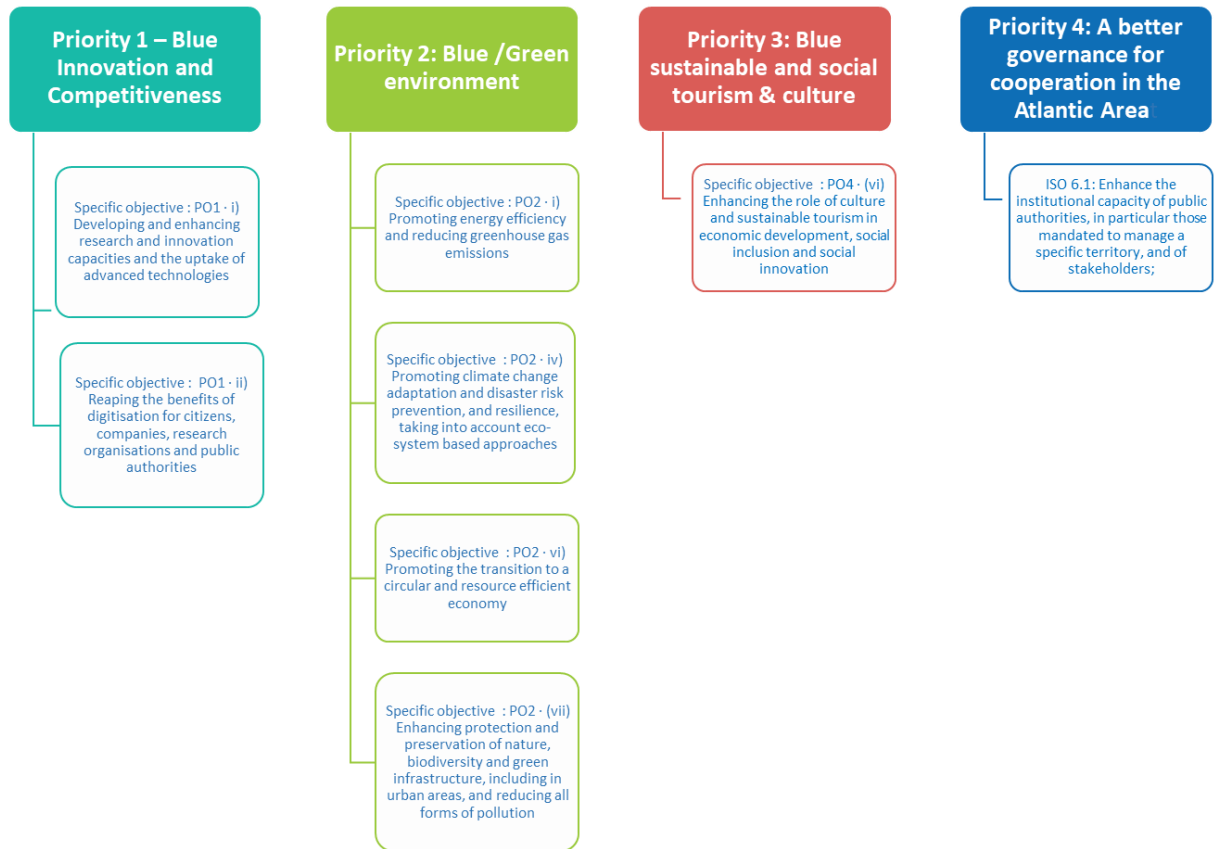 Priority 1 – Blue
Innovation and
Competitiveness
Specific objective : PO1 · i)
Developing and enhancing
research and innovation
capacities and the uptake of
advanced technologies
Specific objective :  PO1 · ii)
Reaping the benefits of
digitisation for citizens,
companies, research
organisations and public
authorities
Priority 2: Blue /Green
environment
Specific objective  : PO2 · i)
Promoting energy efficiency
and reducing greenhouse gas
emissions
Specific objective  : PO2 · iv)
Promoting climate change
adaptation and disaster risk
prevention, and resilience,
taking into account eco-
system based approaches
Specific objective  : PO2 · vi)
Promoting the transition to a
circular and resource efficient
economy
Specific objective  : PO2 · (vii)
Enhancing protection and
preservation of nature,
biodiversity and green
infrastructure, including in
urban areas, and reducing all
forms of pollution
Priority 3: Blue
sustainable and social
tourism & culture
Specific objective  : PO4 · (vi)
Enhancing the role of culture
and sustainable tourism in
economic development, social
inclusion and social
innovation
Priority 4: A better
governance for
cooperation in the
Atlantic Areat
ISO 6.1: Enhance the
institutional capacity of public
authorities, in particular those
mandated to manage a
specific territory, and of
stakeholders;